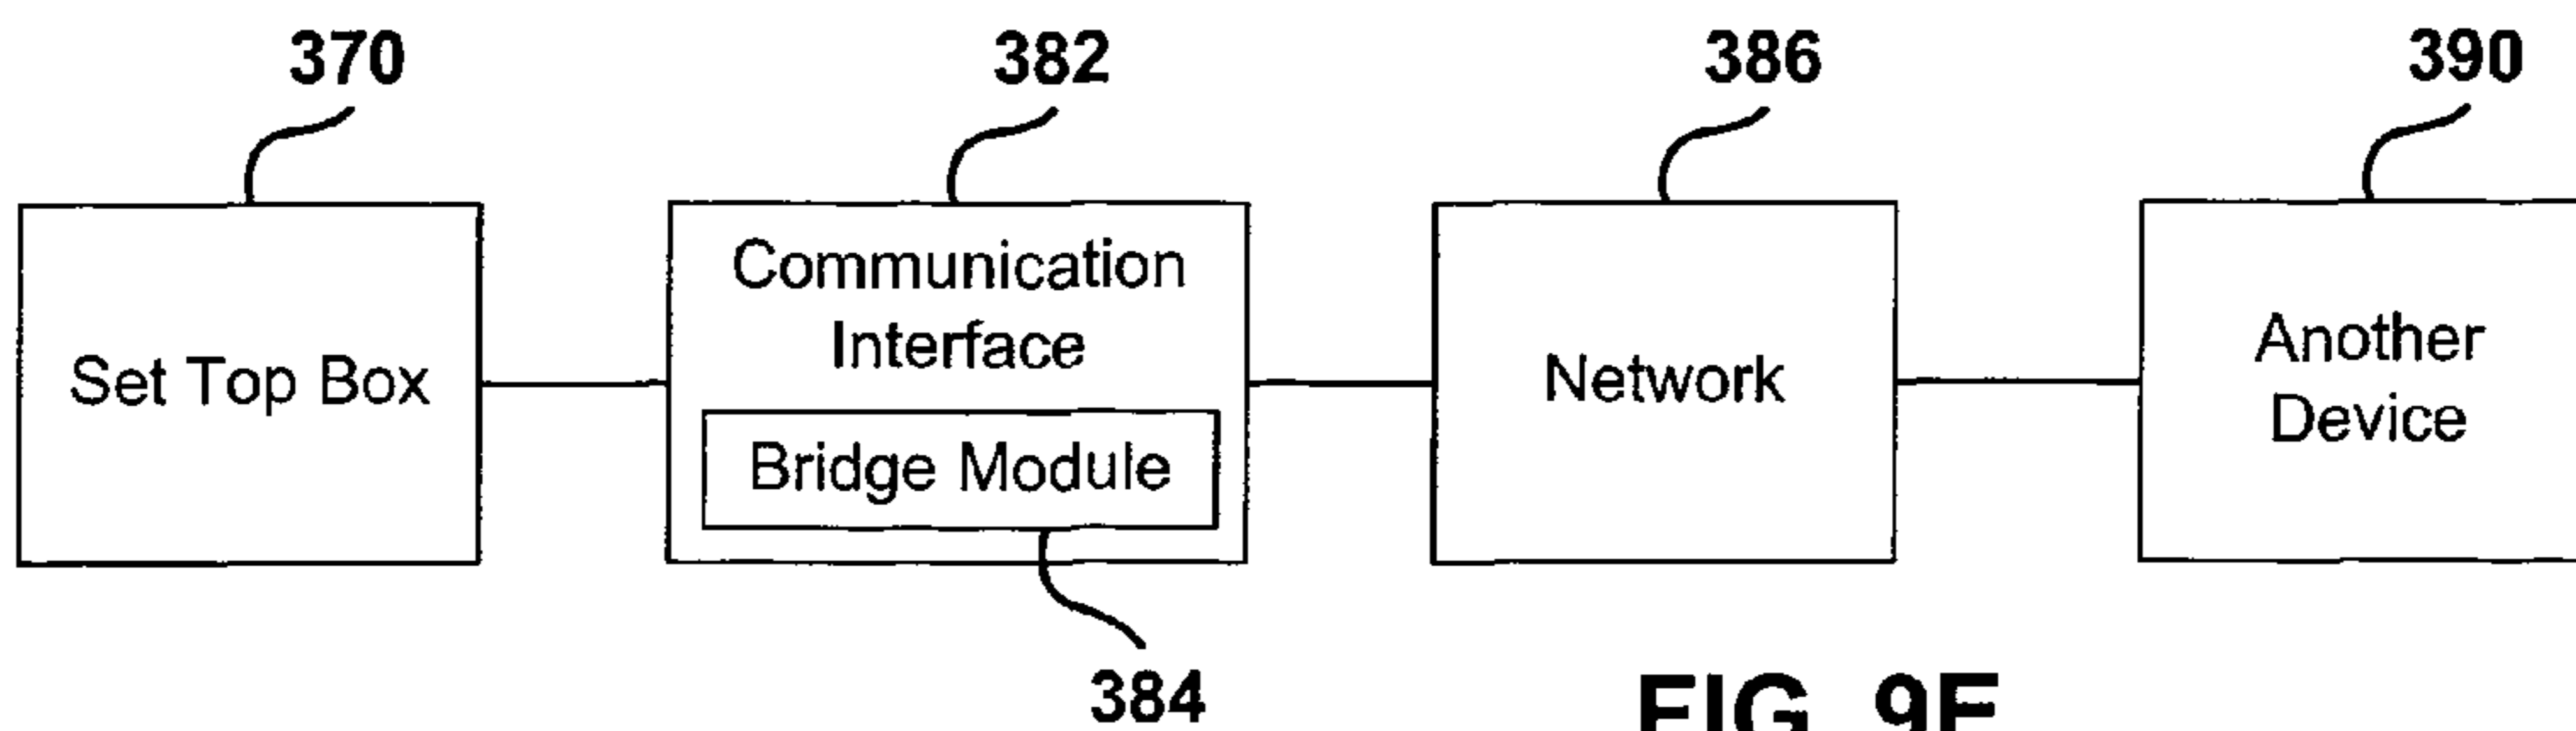 370
382
386
390
Set Top Box
Communication
Interface
Bridge Module
Network
Another
Device
384